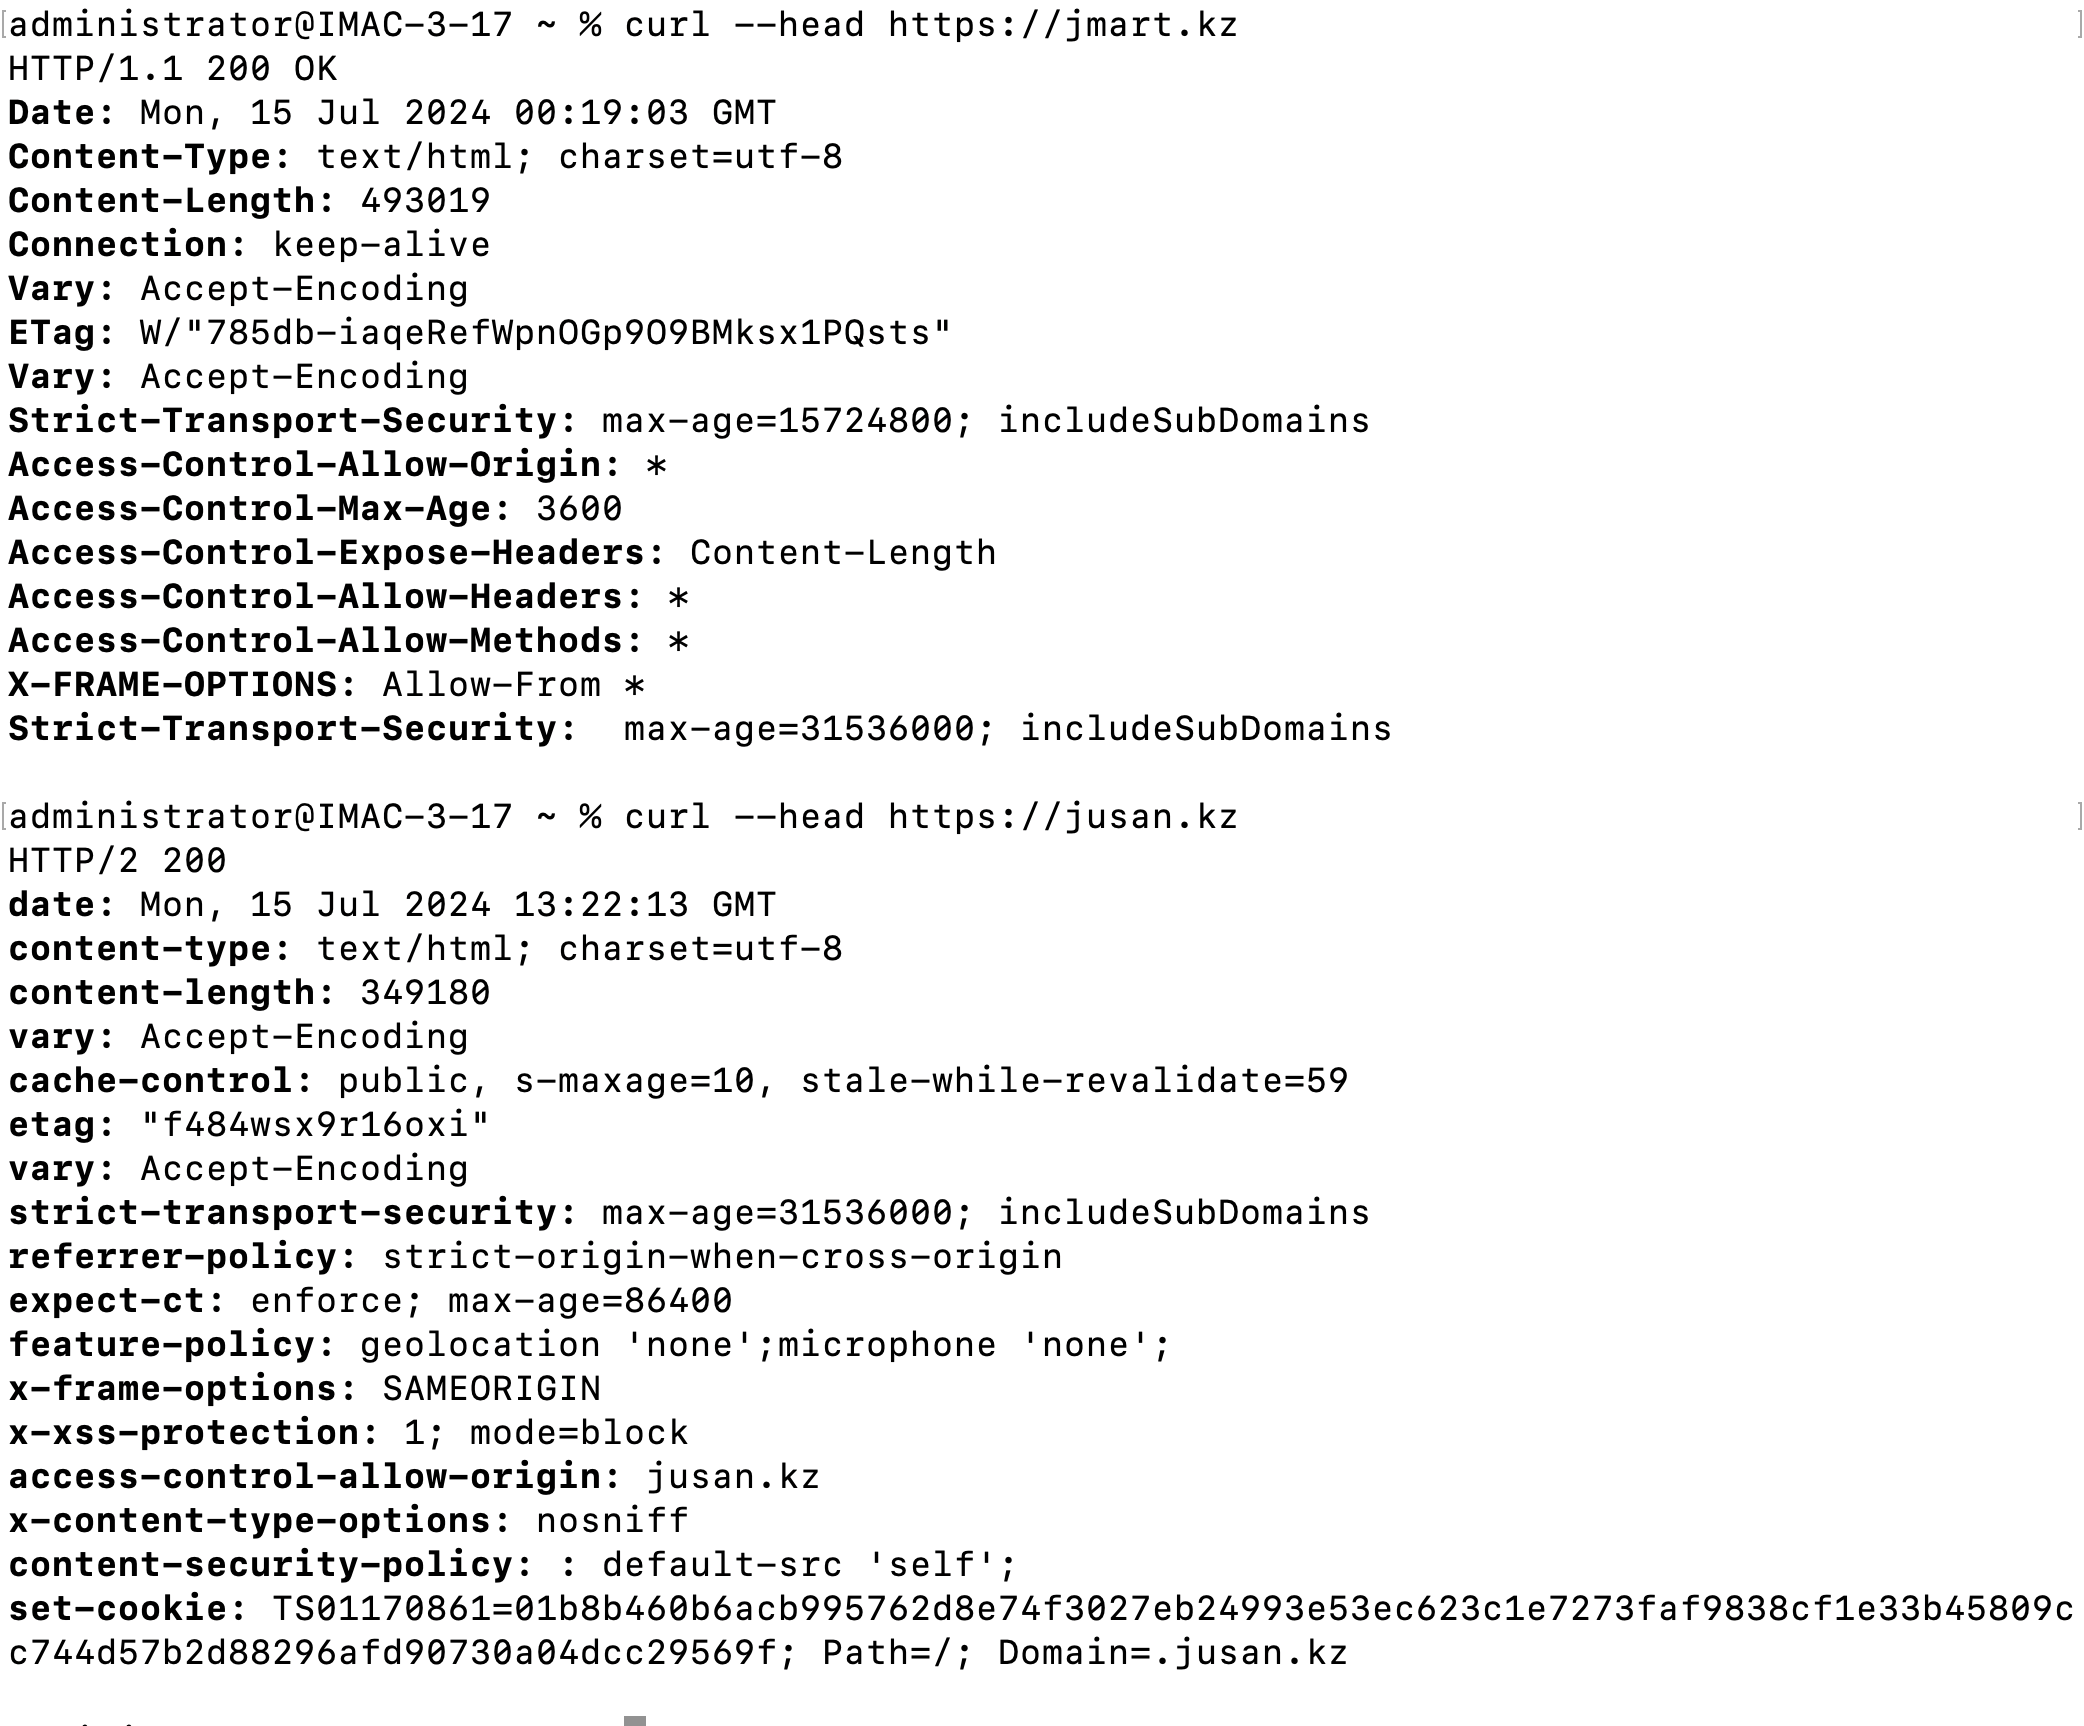 [administrator@IMAC-3-17 ~ % curl --head https://jmart.kz ]
HTTP/1.1 200 OK
Date: Mon, 15 Jul 2024 00:19:03 GMT
Content-Type: text/html; charset=utf-8
Content-Length: 493019
Connection: keep-alive
Vary: Accept-Encoding
ETag: W/"785db-iaqeRefWpnOGp9O9BMksx1PQsts"
Vary: Accept-Encoding
Strict-Transport-Security: max-age=15724800; includeSubDomains
Access-Control-Allow-Origin: *
Access-Control-Max-Age: 3600
Access-Control-Expose-Headers: Content-Length
Access-Control-Allow-Headers: *
Access-Control-Allow-Methods: *
X-FRAME-OPTIONS: Allow-From *
Strict-Transport-Security:  max-age=31536000; includeSubDomains
[administrator@IMAC-3-17 ~ % curl --head https://jusan.kz ]
HTTP/2 200
date: Mon, 15 Jul 2024 13:22:13 GMT
content-type: text/html; charset=utf-8
content-length: 349180
vary: Accept-Encoding
cache-control: public, s-maxage=10, stale-while-revalidate=59
etag: "f484wsx9r16oxi"
vary: Accept-Encoding
strict-transport-security: max-age=31536000; includeSubDomains
referrer-policy: strict-origin-when-cross-origin
expect-ct: enforce; max-age=86400
feature-policy: geolocation 'none';microphone 'none';
x-frame-options: SAMEORIGIN
x-xss-protection: 1; mode=block
access-control-allow-origin: jusan.kz
x-content-type-options: nosniff
content-security-policy: : default-src 'self';
set-cookie: TS01170861=01b8b460b6acb995762d8e74f3027eb24993e53ec623c1e7273faf9838cf1e33b45809c
c744d57b2d88296afd90730a04dcc29569f; Path=/; Domain=.jusan.kz